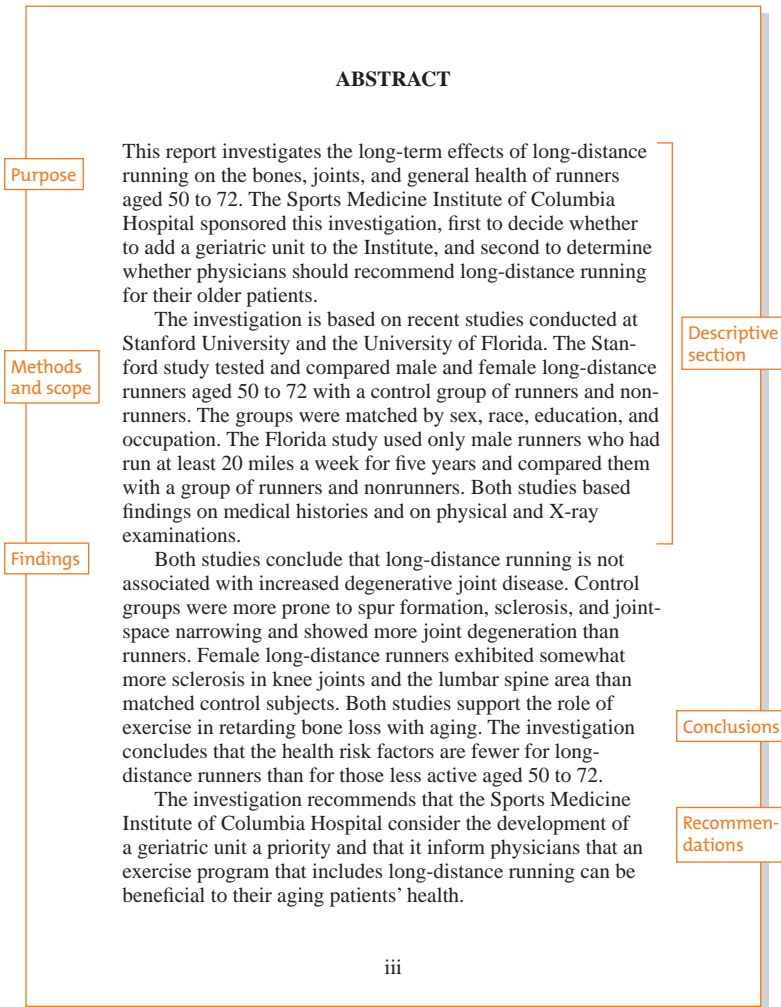 ABSTRACT
Purpose
This report investigates the long-term effects of long-distance
running on the bones, joints, and general health of runners
aged 50 to 72. The Sports Medicine Institute of Columbia
Hospital sponsored this investigation, first to decide whether
to add a geriatric unit to the Institute, and second to determine
whether physicians should recommend long-distance running
for their older patients.
Descriptive
section
Methods
and scope
The investigation is based on recent studies conducted at
Stanford University and the University of Florida. The Stan-
ford study tested and compared male and female long-distance
runners aged 50 to 72 with a control group of runners and non-
runners. The groups were matched by sex, race, education, and
occupation. The Florida study used only male runners who had
run at least 20 miles a week for five years and compared them
with a group of runners and nonrunners. Both studies based
findings on medical histories and on physical and X-ray
examinations.
Findings
Both studies conclude that long-distance running is not
associated with increased degenerative joint disease. Control
groups were more prone to spur formation, sclerosis, and joint-
space narrowing and showed more joint degeneration than
runners. Female long-distance runners exhibited somewhat
more sclerosis in knee joints and the lumbar spine area than
matched control subjects. Both studies support the role of
exercise in retarding bone loss with aging. The investigation
concludes that the health risk factors are fewer for long-
distance runners than for those less active aged 50 to 72.
Conclusions
The investigation recommends that the Sports Medicine
Institute of Columbia Hospital consider the development of
a geriatric unit a priority and that it inform physicians that an
exercise program that includes long-distance running can be
beneficial to their aging patients' health.
Recommen-
dations
iii